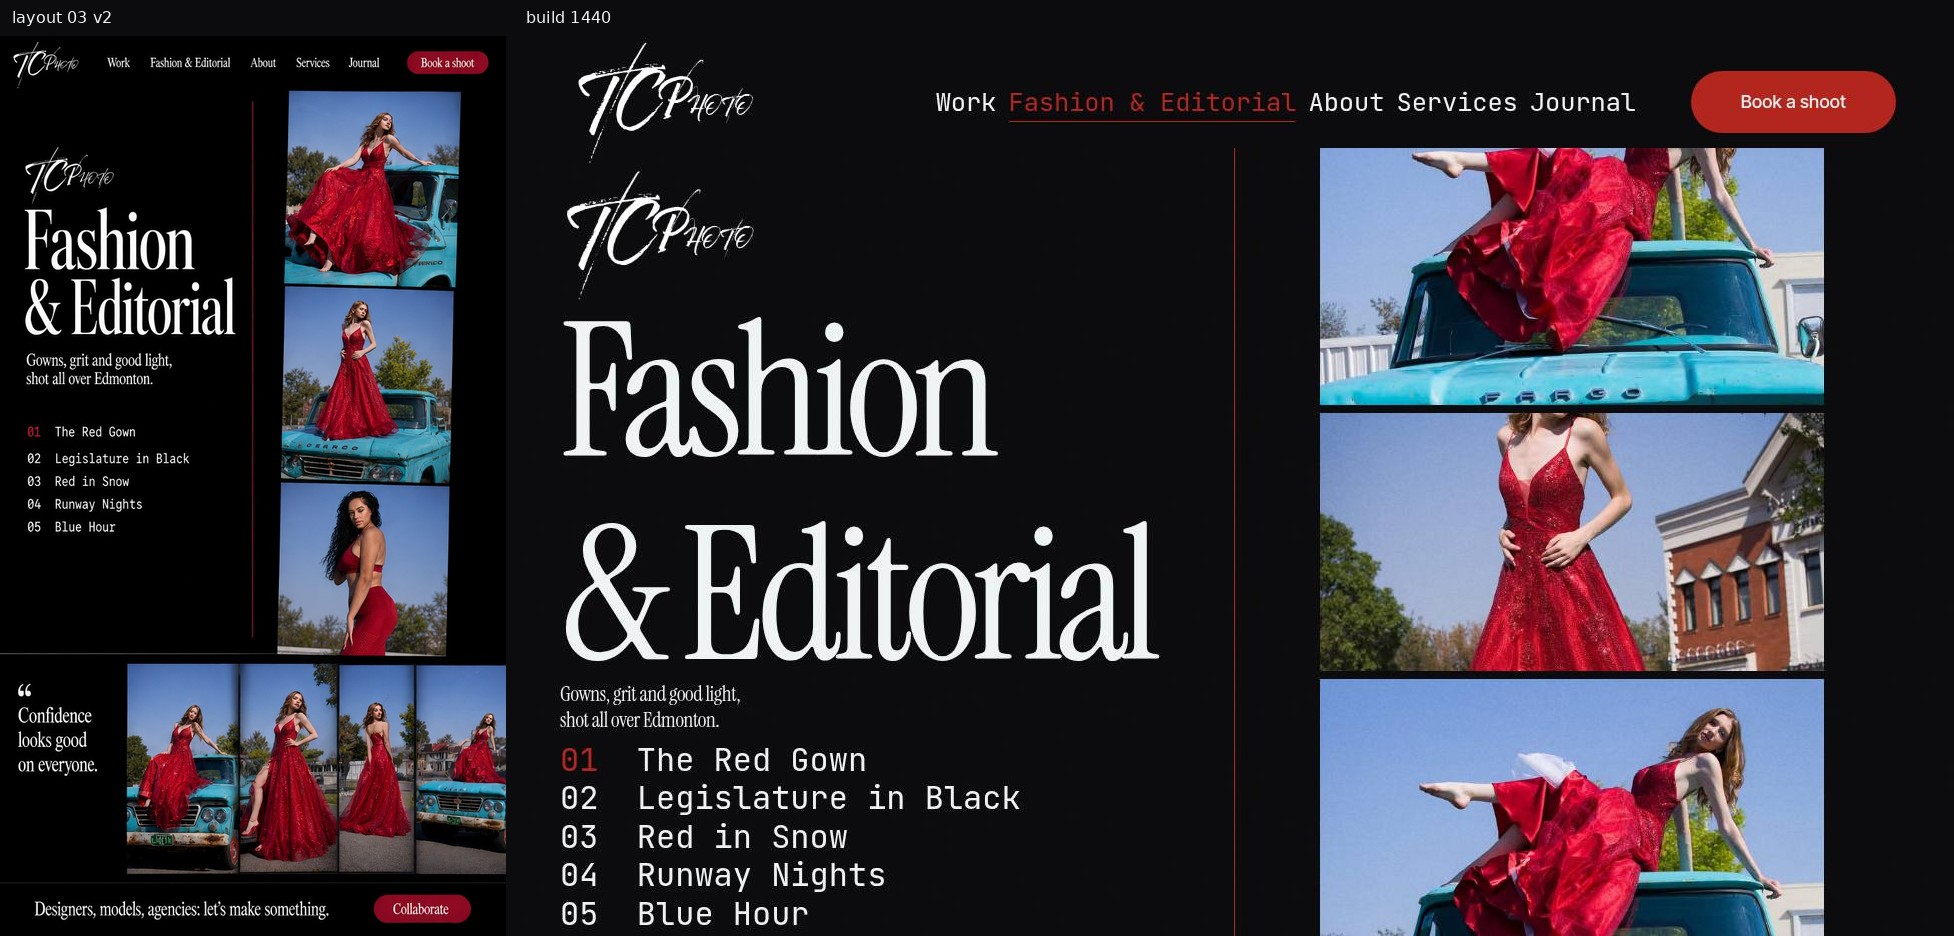 layout 03 v2
TCPHOTO
Work Fashion & Editorial About Services Journal Book a shoot
TCPHOTO
Fashion
& Editorial
Gowns, grit and good light,
shot all over Edmonton.
01 The Red Gown
02 Legislature in Black
03 Red in Snow
04 Runway Nights
05 Blue Hour
“
Confidence
looks good
on everyone.
Designers, models, agencies: let’s make something. Collaborate
build 1440
TCPHOTO
Work Fashion & Editorial About Services Journal Book a shoot
TCPHOTO
Fashion
& Editorial
Gowns, grit and good light,
shot all over Edmonton.
01 The Red Gown
02 Legislature in Black
03 Red in Snow
04 Runway Nights
05 Blue Hour
FARGO